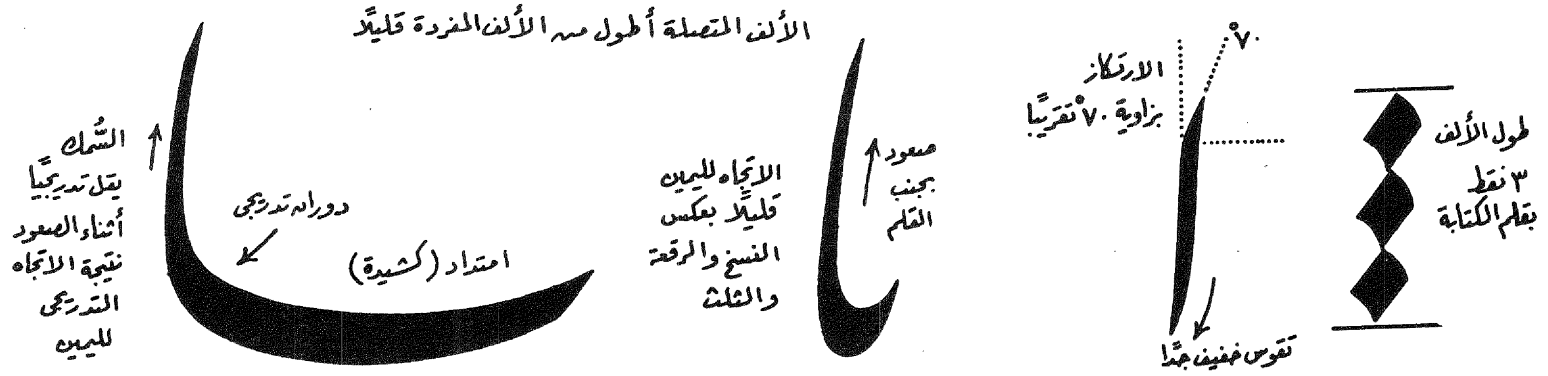 الألف المتصلة أطول من الألف المفردة قليلًا
طول الألف
٣ نقط
بقلم الكتابة
٧٠°
الارتكاز
بزاوية ٧٠° تقريبًا
تقوس خفيف جدًا
صعود
بجنب
القلم
الاتجاه لليمين
قليلًا بعكس
النسخ والرقعة
والثلث
امتداد (كشيدة)
دوران تدريجى
السُّمك
يقل تدريجيًا
أثناء الصعود
نتيجة الاتجاه
التدريجى
لليمين